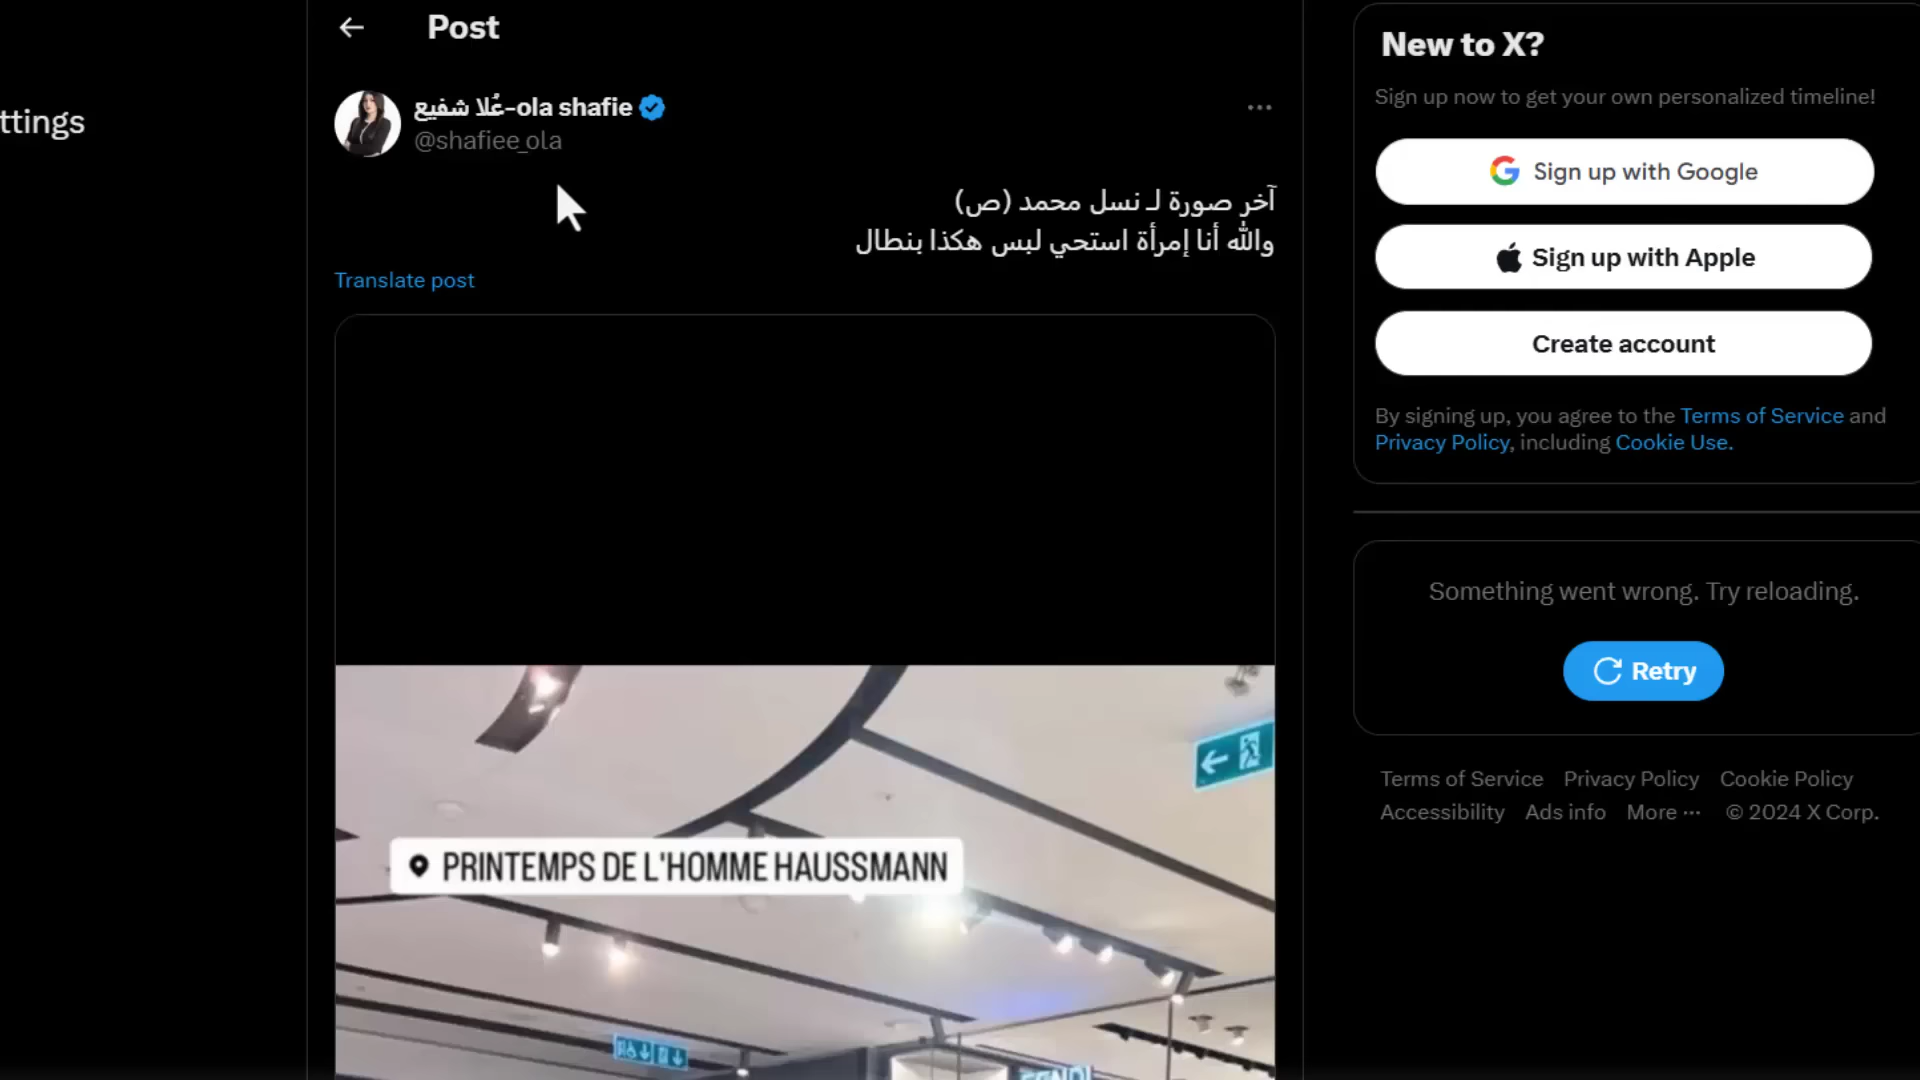 Post
ttings
عُلا شفيع-ola shafie
@shafiee_ola
آخر صورة لـ نسل محمد (ص)
والله أنا إمرأة استحي لبس هكذا بنطال
Translate post
PRINTEMPS DE L'HOMME HAUSSMANN
New to X?
Sign up now to get your own personalized timeline!
Sign up with Google
Sign up with Apple
Create account
By signing up, you agree to the Terms of Service and
Privacy Policy, including Cookie Use.
Something went wrong. Try reloading.
Retry
Terms of Service Privacy Policy Cookie Policy
Accessibility Ads info More ··· © 2024 X Corp.